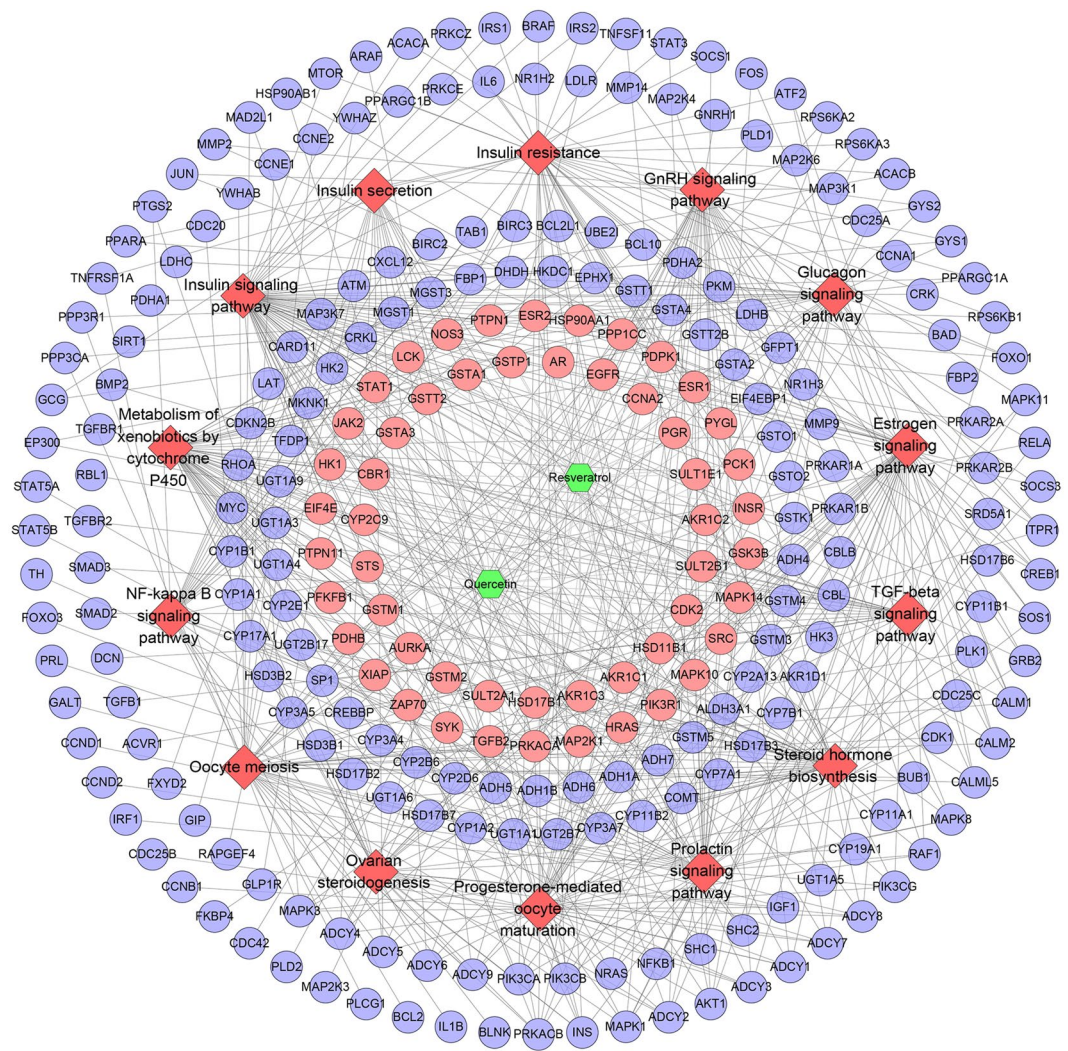 BRAF
IRS1
IRS2
TNFSF11
PRKCZ
STAT3
ACACA
SOCS1
ARAF
FOS
MTOR
ATF2
HSP90AB1
RPS6KA2
MAD2L1
RPS6KA3
MMP2
ACACB
JUN
GYS2
PTGS2
GYS1
PPARA
PPARGC1A
TNFRSF1A
RPS6KB1
PPP3R1
FOXO1
PPP3CA
FBP2
MAPK11
GCG
PRKAR2A
RELA
EP300
PRKAR2B
SOCS3
STAT5A
SRD5A1
ITPR1
STAT5B
HSD17B6
CREB1
TH
CYP11B1
SOS1
FOXO3
PLK1
GRB2
PRL
CDC25C
CALM1
GALT
CDK1
CALM2
CCND1
BUB1
CALML5
CCND2
CYP11A1
MAPK8
IRF1
CYP19A1
RAF1
CDC25B
UGT1A5
PIK3CG
CCNB1
IGF1
ADCY8
FKBP4
SHC2
ADCY7
CDC42
SHC1
ADCY1
PLD2
NFKB1
ADCY3
MAP2K3
NRAS
AKT1
PLCG1
ADCY2
BCL2
MAPK1
IL1B
INS
BLNK
PRKACB
IL6
NR1H2
LDLR
MMP14
PRKCE
MAP2K4
PPARGC1B
GNRH1
YWHAZ
PLD1
CCNE2
MAP2K6
CCNE1
MAP3K1
YWHAB
CDC25A
CDC20
CCNA1
LDHC
CRK
PDHA1
BAD
SIRT1
BMP2
TGFBR1
RBL1
TGFBR2
SMAD3
SMAD2
DCN
TGFB1
ACVR1
FXYD2
GIP
RAPGEF4
GLP1R
MAPK3
ADCY4
ADCY5
ADCY6
ADCY9
PIK3CA
PIK3CB
Insulin resistance
Insulin secretion
GnRH signaling
pathway
Insulin signaling
pathway
Glucagon
signaling
pathway
Metabolism of
xenobiotics by
cytochrome
P450
Estrogen
signaling
pathway
NF-kappa B
signaling
pathway
TGF-beta
signaling
pathway
Oocyte meiosis
Steroid hormone
biosynthesis
Ovarian
steroidogenesis
Progesterone-mediated
oocyte
maturation
Prolactin
signaling
pathway
BIRC3
BCL2L1
UBE2I
TAB1
BCL10
BIRC2
PDHA2
CXCL12
PKM
ATM
LDHB
MAP3K7
GFPT1
CARD11
NR1H3
LAT
MMP9
CDKN2B
PRKAR1A
RHOA
PRKAR1B
MYC
CBLB
CYP1B1
CBL
CYP1A1
HK3
CYP17A1
AKR1D1
HSD3B2
CYP7B1
CYP3A5
HSD17B3
HSD3B1
CYP7A1
HSD17B2
COMT
UGT1A6
CYP11B2
HSD17B7
CYP3A7
CYP1A2
UGT1A1
UGT2B7
FBP1
DHDH
HKDC1
EPHX1
MGST3
GSTT1
MGST1
GSTA4
CRKL
GSTT2B
HK2
GSTA2
MKNK1
EIF4EBP1
TFDP1
GSTO1
UGT1A9
GSTO2
UGT1A3
GSTK1
UGT1A4
ADH4
CYP2E1
GSTM4
UGT2B17
GSTM3
SP1
CYP2A13
CREBBP
ALDH3A1
CYP3A4
GSTM5
CYP2B6
ADH7
CYP2D6
ADH1A
ADH5
ADH1B
ADH6
ESR2
HSP90AA1
PTPN1
PPP1CC
NOS3
PDPK1
LCK
ESR1
STAT1
PYGL
JAK2
PCK1
HK1
INSR
EIF4E
GSK3B
PTPN11
MAPK14
PFKFB1
SRC
PDHB
MAPK10
XIAP
PIK3R1
ZAP70
HRAS
SYK
MAP2K1
TGFB2
PRKACA
GSTP1
AR
GSTA1
EGFR
GSTT2
CCNA2
GSTA3
PGR
CBR1
SULT1E1
CYP2C9
AKR1C2
STS
SULT2B1
GSTM1
CDK2
AURKA
HSD11B1
GSTM2
AKR1C1
SULT2A1
HSD17B1
AKR1C3
Resveratrol
Quercetin